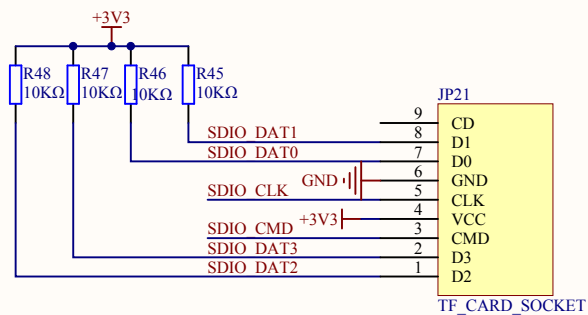 +3V3
R48
10KΩ
R47
10KΩ
R46
10KΩ
R45
10KΩ
JP21
9 CD
SDIO_DAT1 8 D1
SDIO_DAT0 7 D0
GND 6 GND
SDIO_CLK 5 CLK
+3V3 4 VCC
SDIO_CMD 3 CMD
SDIO_DAT3 2 D3
SDIO_DAT2 1 D2
TF_CARD_SOCKET